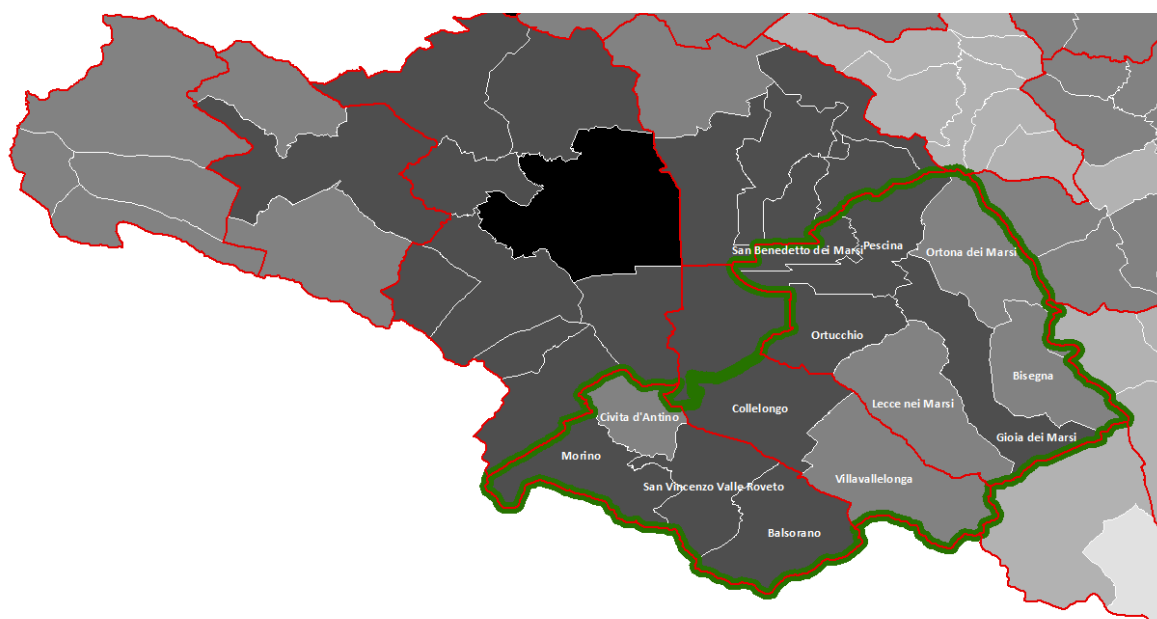 San Benedetto dei Marsi
Pescina
Ortona dei Marsi
Ortucchio
Bisegna
Lecce nei Marsi
Collelongo
Civita d'Antino
Gioia dei Marsi
Morino
Villavallelonga
San Vincenzo Valle Roveto
Balsorano